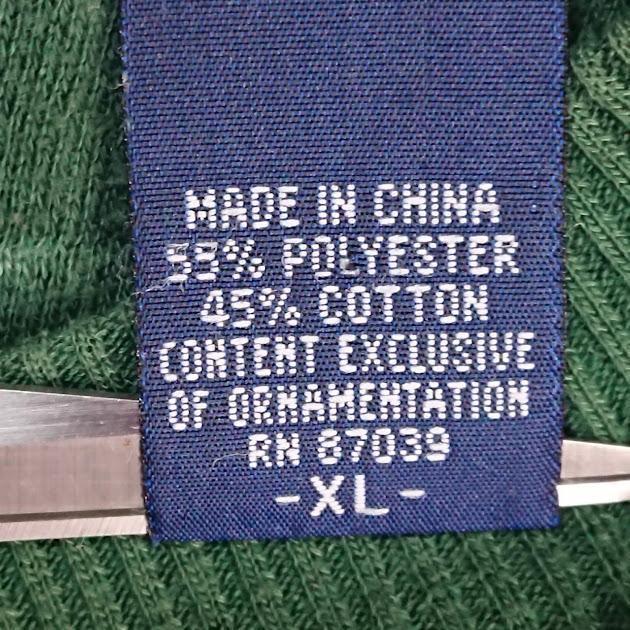 MADE IN CHINA
55% POLYESTER
45% COTTON
CONTENT EXCLUSIVE
OF ORNAMENTATION
RN 87039
-XL-